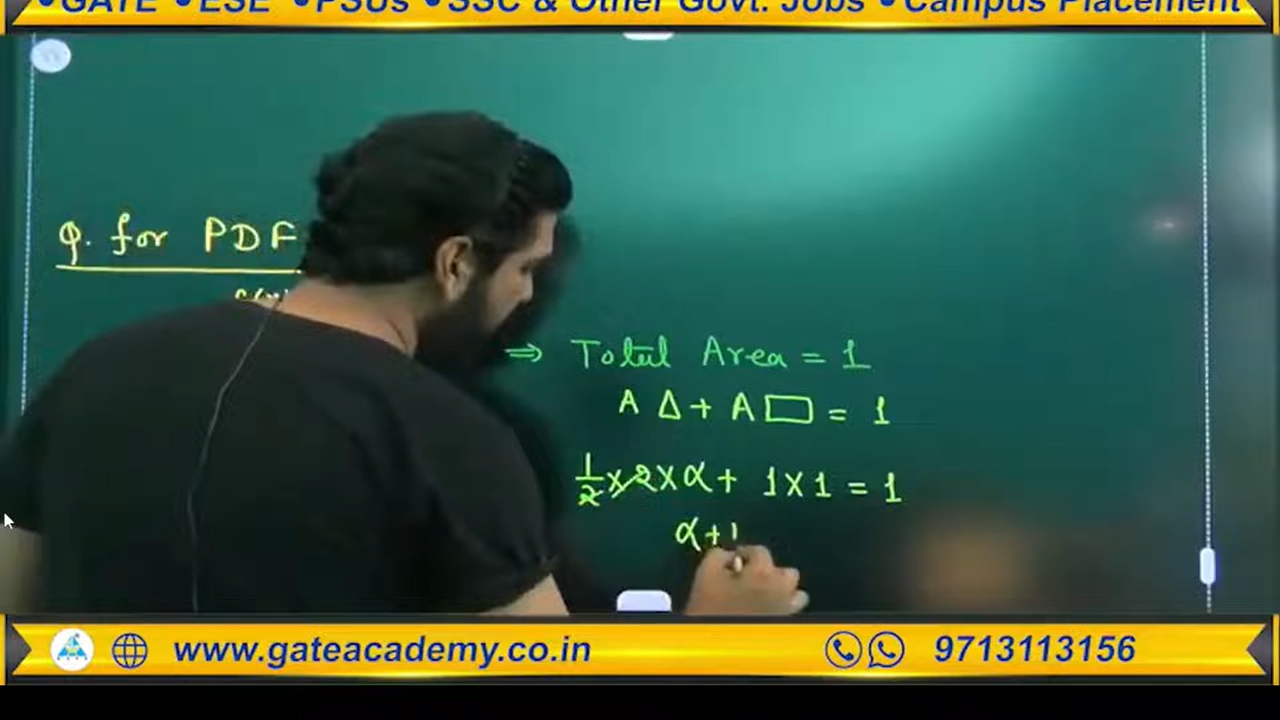 •GATE •ESE •PSUs •SSC & Other Govt. Jobs •Campus Placement
Q. for PDF
⇒ Total Area = 1
A △ + A ▭ = 1
1/2 × 2 × α + 1 × 1 = 1
α + 1
www.gateacademy.co.in
9713113156